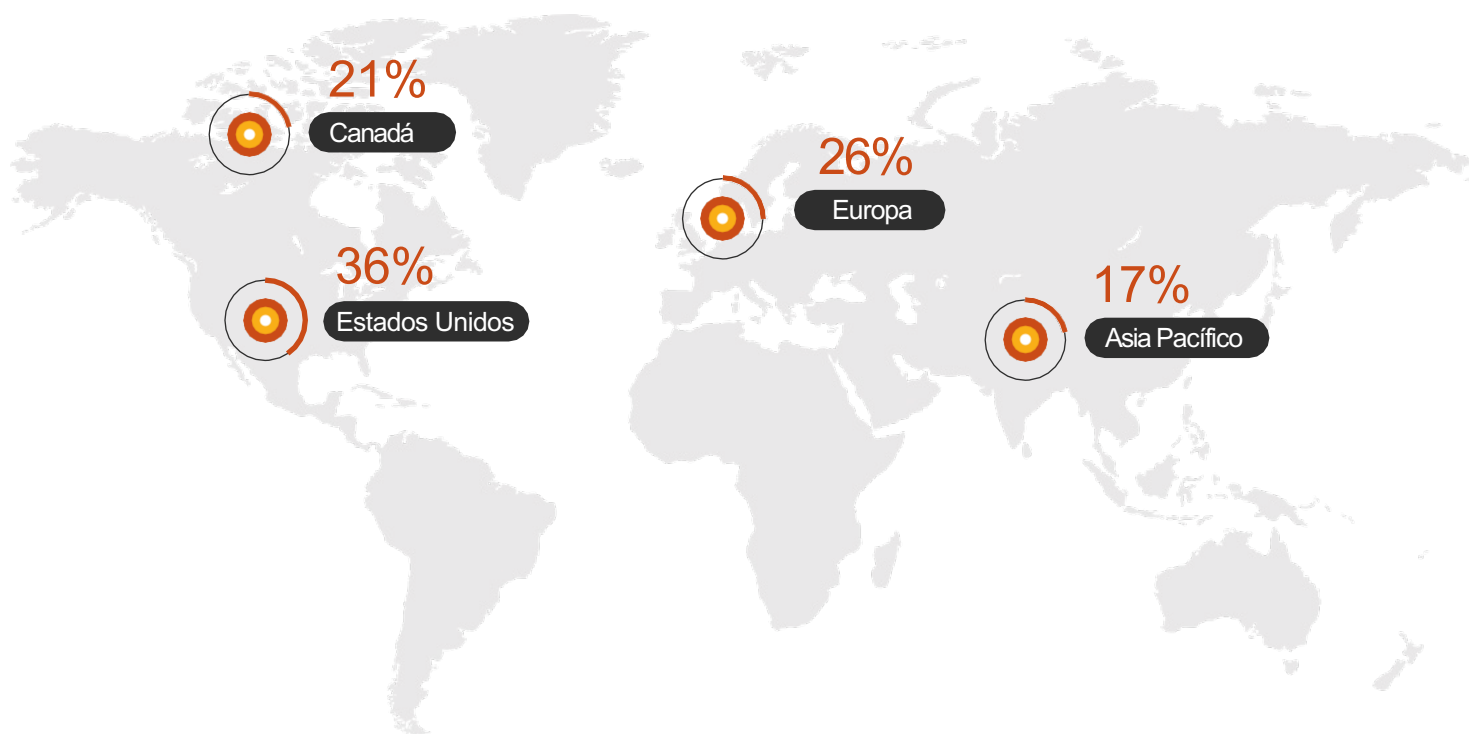 21%
Canadá
36%
Estados Unidos
26%
Europa
17%
Asia Pacífico